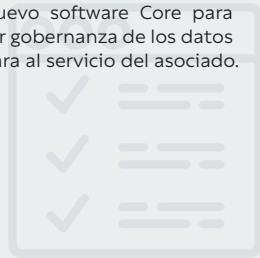 uevo software Core para
r gobernanza de los datos
ra al servicio del asociado.